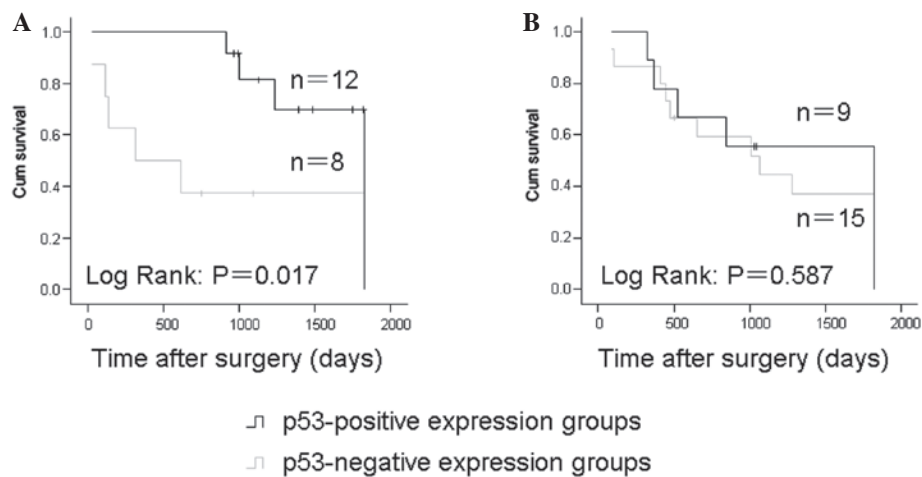 A
Cum survival
1.0
0.8
0.6
0.4
0.2
0.0
n=12
n=8
Log Rank: P=0.017
0
500
1000
1500
2000
Time after surgery (days)
B
Cum survival
1.0
0.8
0.6
0.4
0.2
0.0
n=9
n=15
Log Rank: P=0.587
0
500
1000
1500
2000
Time after surgery (days)
p53-positive expression groups
p53-negative expression groups